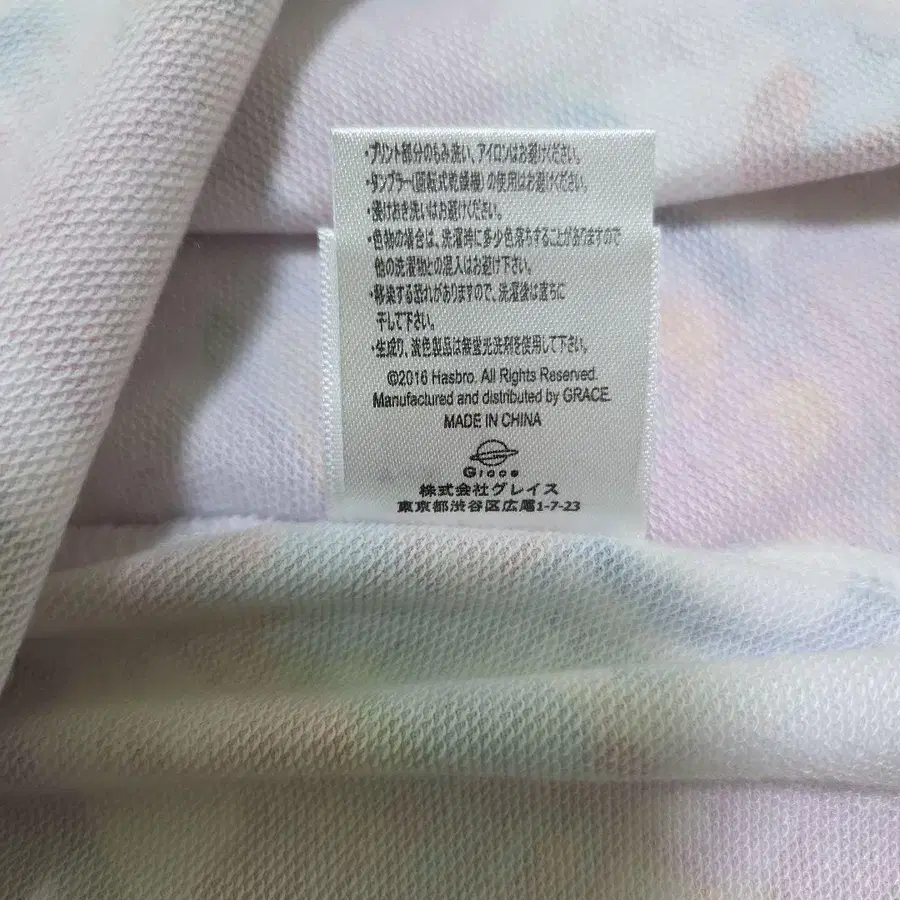 ・プリント部分のもみ洗い、アイロンはお避けください。
・タンブラー(回転式乾燥機)の使用はお避けください。
・浸けおき洗いはお避けください。
・色物の場合は、洗濯時に多少色落ちすることがありますので
他の洗濯物との混入はお避け下さい。
・移染する恐れがありますので、洗濯後は直ちに
干して下さい。
・生成り、淡色製品は無蛍光洗剤を使用して下さい。
©2016 Hasbro. All Rights Reserved.
Manufactured and distributed by GRACE.
MADE IN CHINA
Grace
株式会社グレイス
東京都渋谷区広尾1-7-23